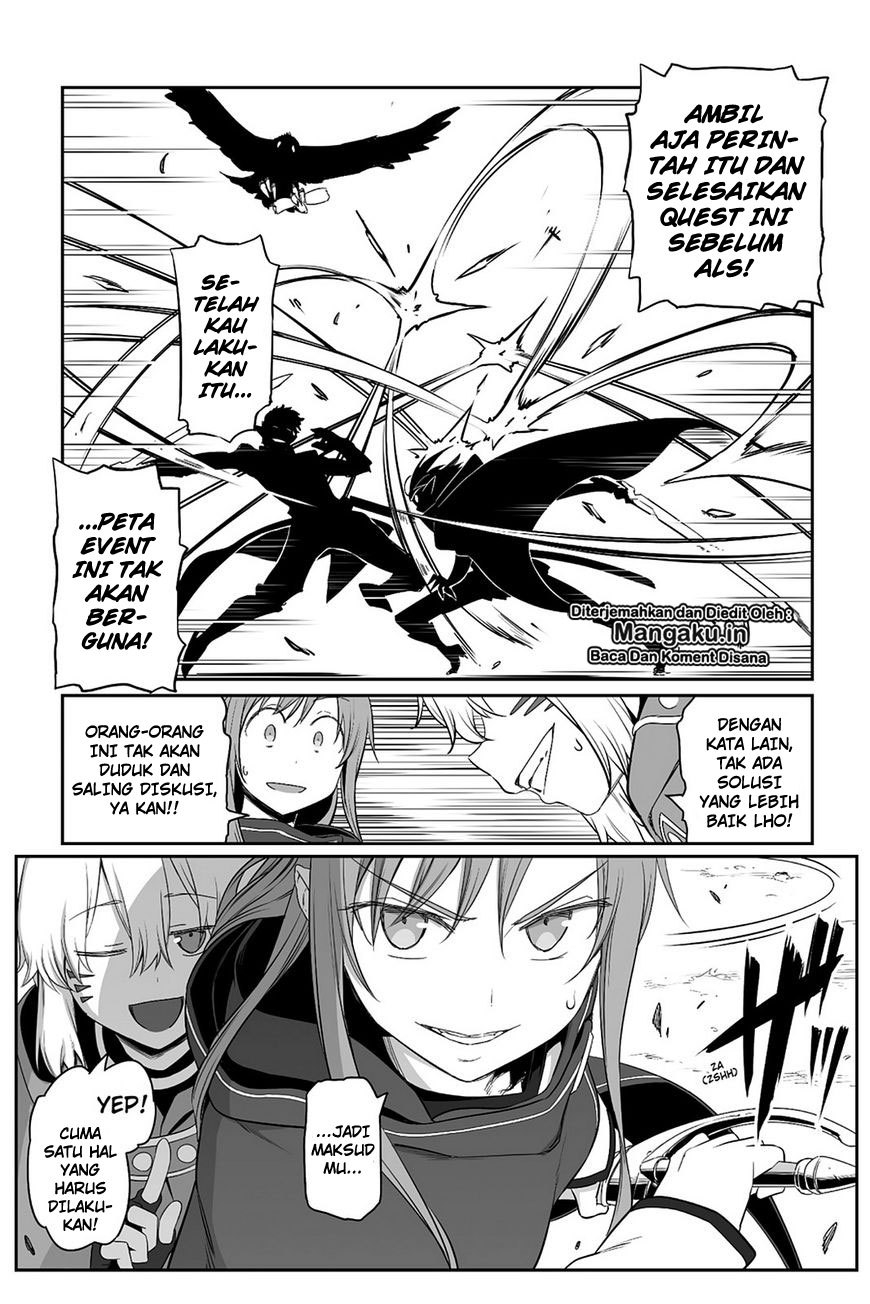 AMBIL
AJA PERIN-
TAH ITU DAN
SELESAIKAN
QUEST INI
SEBELUM
ALS!
SE-
TELAH
KAU
LAKU-
KAN
ITU...
...PETA
EVENT
INI TAK
AKAN
BER-
GUNA!
Diterjemahkan dan Diedit Oleh:
Mangaku.in
Baca Dan Koment Disana
DENGAN
KATA LAIN,
TAK ADA
SOLUSI
YANG LEBIH
BAIK LHO!
ORANG-ORANG
INI TAK AKAN
DUDUK DAN
SALING DISKUSI,
YA KAN!!
ザザッ
ZA
(ZSHH)
...JADI
MAKSUD
MU...
YEP!
CUMA
SATU HAL
YANG
HARUS
DILAKU-
KAN!